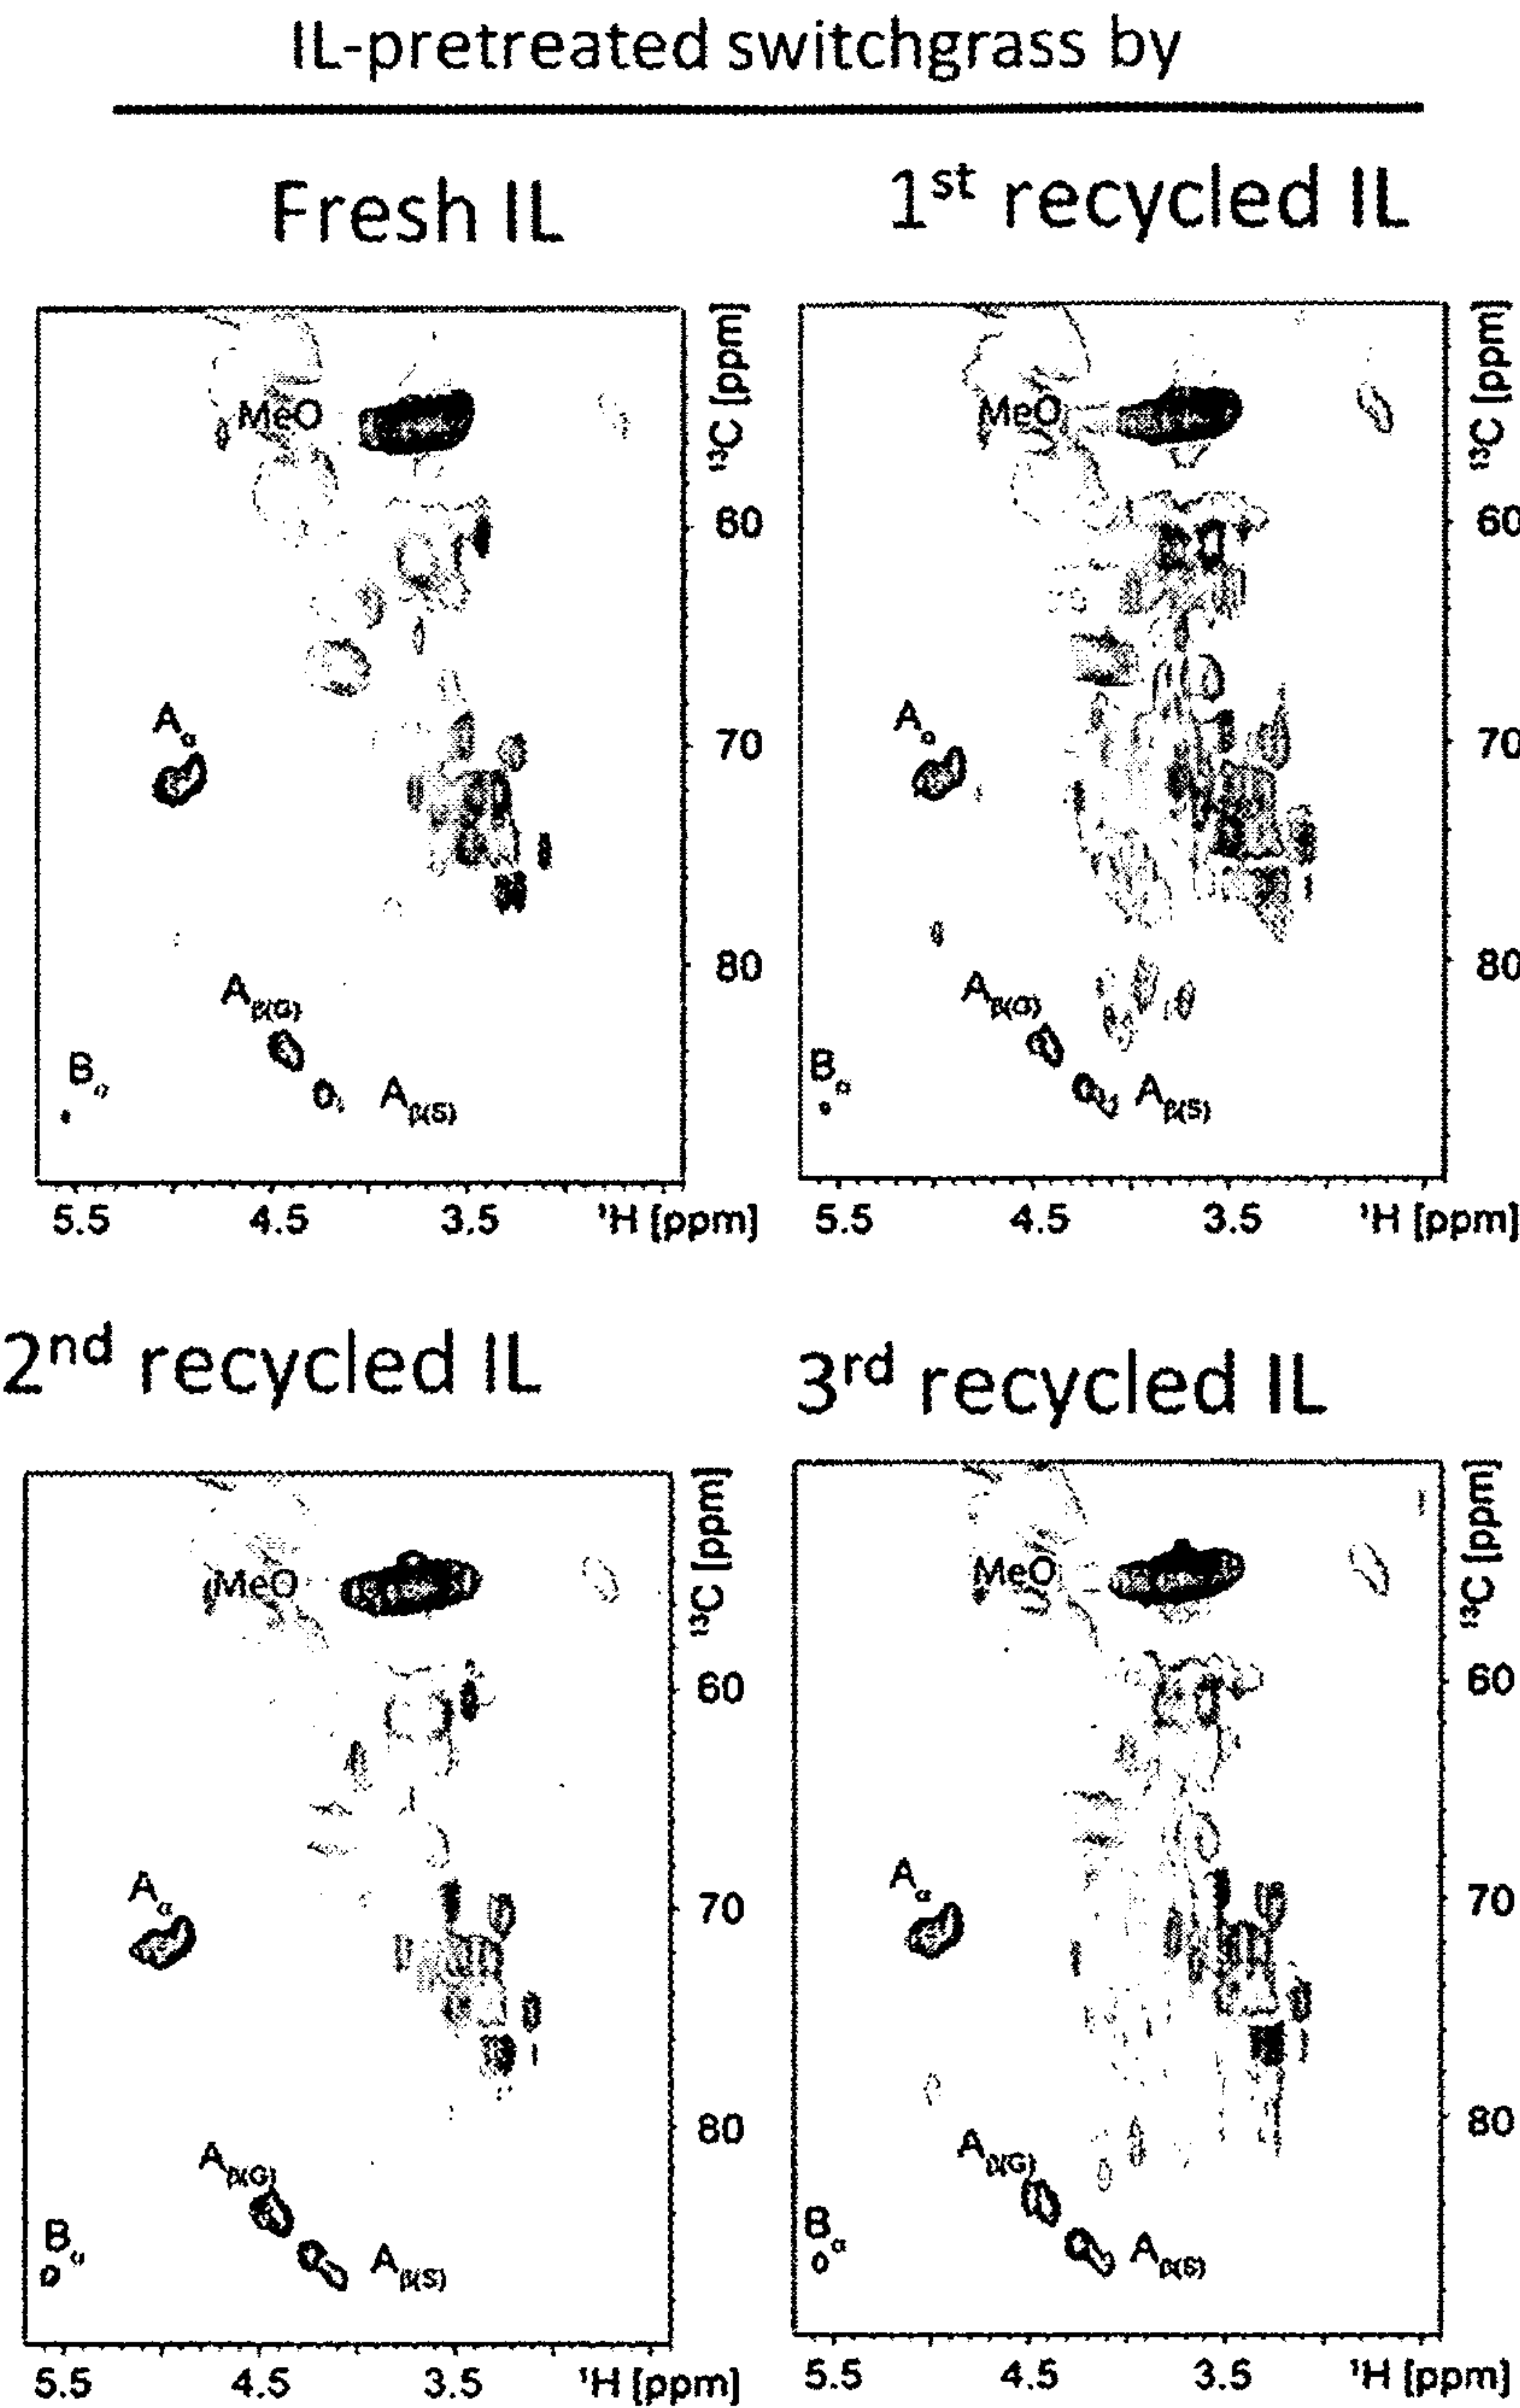 IL-pretreated switchgrass by
Fresh IL
1st recycled IL
MeO
¹³C [ppm]
60
Aα
70
80
Aβ(G)
Bα
Aβ(S)
5.5 4.5 3.5 ¹H [ppm]
MeO
¹³C [ppm]
60
Aα
70
80
Aβ(G)
Bα
Aβ(S)
5.5 4.5 3.5 ¹H [ppm]
2nd recycled IL
3rd recycled IL
MeO
¹³C [ppm]
60
Aα
70
80
Aβ(G)
Bα
Aβ(S)
5.5 4.5 3.5 ¹H [ppm]
MeO
¹³C [ppm]
60
Aα
70
80
Aβ(G)
Bα
Aβ(S)
5.5 4.5 3.5 ¹H [ppm]